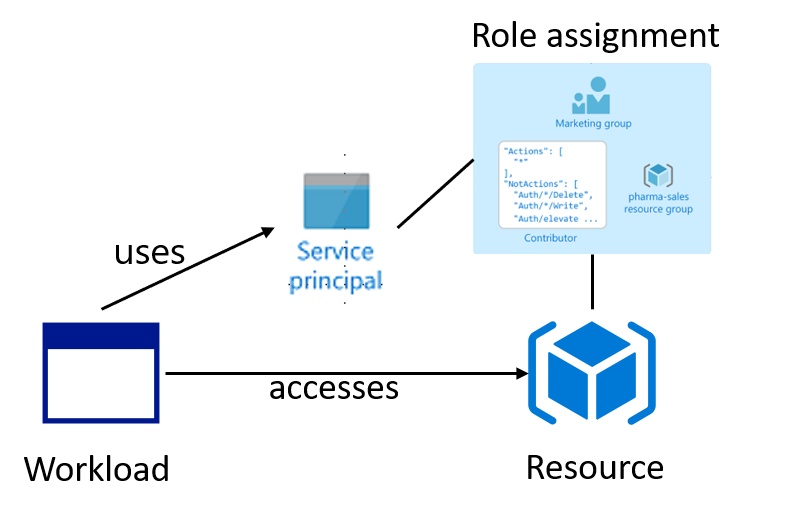 Role assignment
Marketing group
"Actions": [
"*"
],
"NotActions": [
"Auth/*/Delete",
"Auth/*/Write",
"Auth/elevate ...
Contributor
pharma-sales
resource group
Service
principal
uses
accesses
Workload
Resource